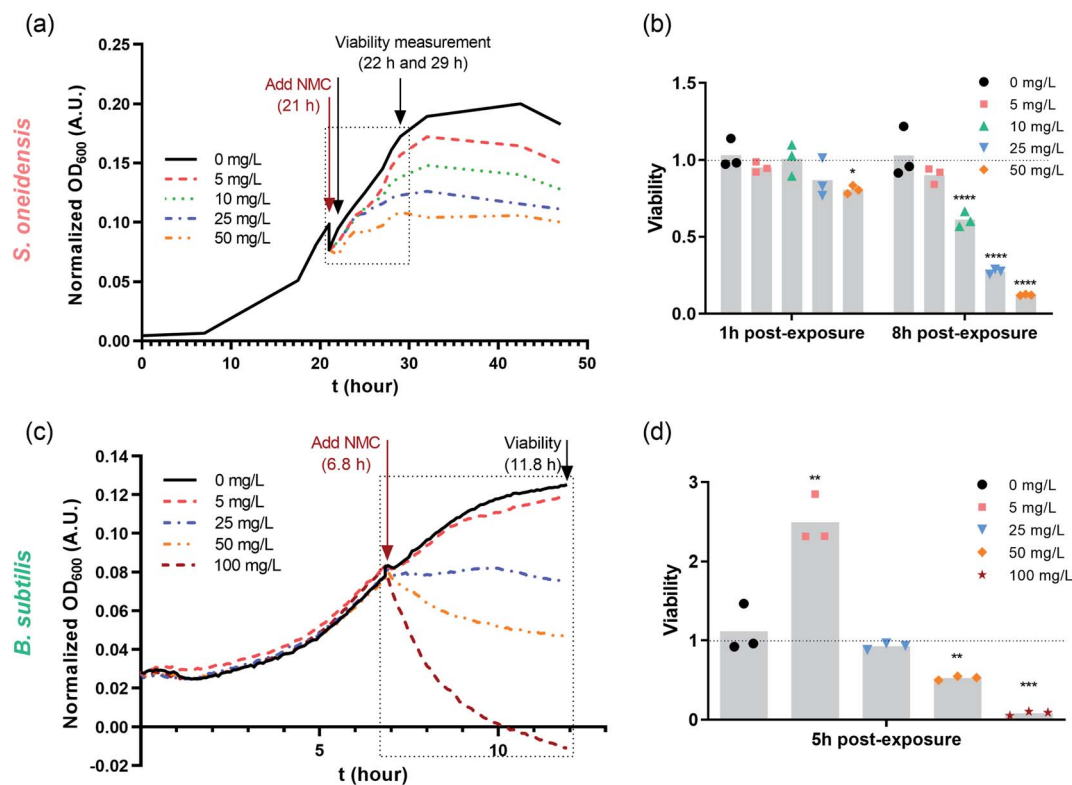 (a)
S. oneidensis
Normalized OD600 (A.U.)
0.25
0.20
0.15
0.10
0.05
0.00
Viability measurement
(22 h and 29 h)
Add NMC
(21 h)
0 mg/L
5 mg/L
10 mg/L
25 mg/L
50 mg/L
0 10 20 30 40 50
t (hour)
(b)
Viability
1.5
1.0
0.5
0.0
0 mg/L
5 mg/L
10 mg/L
25 mg/L
50 mg/L
*
****
****
****
1h post-exposure 8h post-exposure
(c)
B. subtilis
Normalized OD600 (A.U.)
0.14
0.12
0.10
0.08
0.06
0.04
0.02
0.00
-0.02
Add NMC
(6.8 h)
Viability
(11.8 h)
0 mg/L
5 mg/L
25 mg/L
50 mg/L
100 mg/L
5 10
t (hour)
(d)
Viability
3
2
1
0
0 mg/L
5 mg/L
25 mg/L
50 mg/L
100 mg/L
**
**
***
5h post-exposure